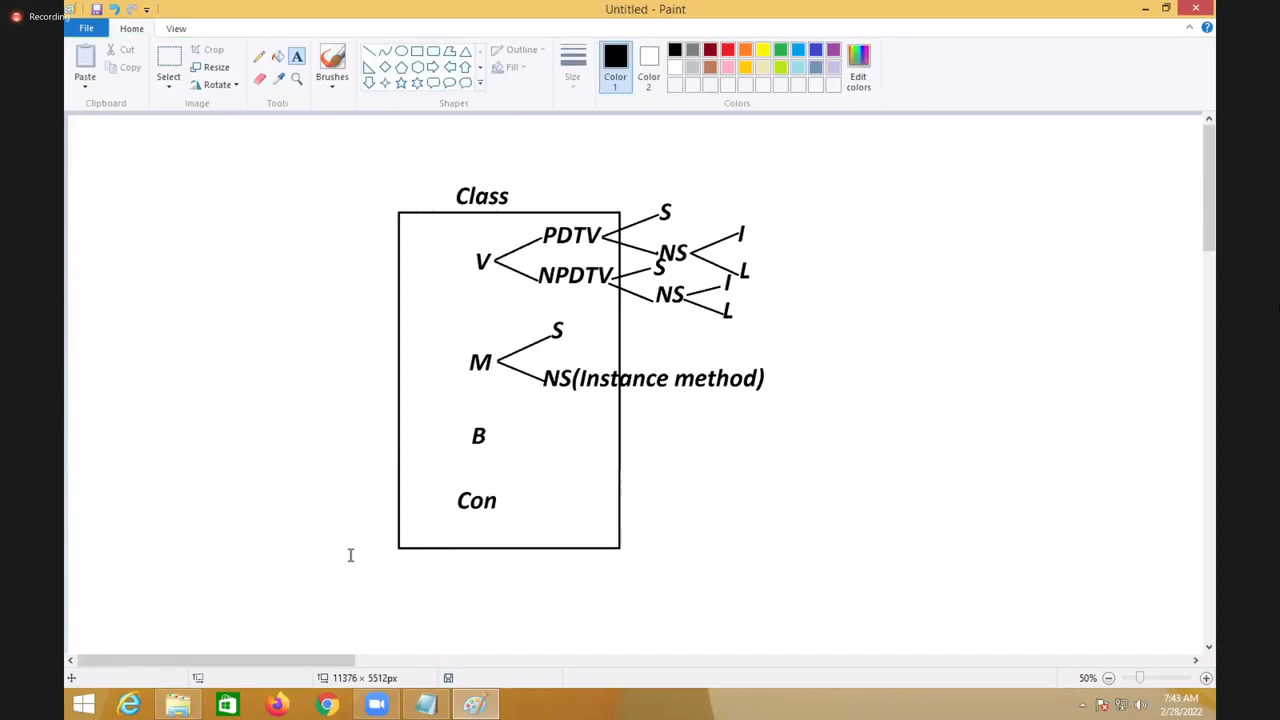 Recording
Untitled - Paint
File Home View
Paste
Cut
Copy
Clipboard
Select
Crop
Resize
Rotate
Image
Tools
Brushes
Outline
Fill
Shapes
Size
Color 1
Color 2
Edit colors
Colors
Class
V
PDTV
S
NS
I
L
NPDTV
S
NS
I
L
M
S
NS(Instance method)
B
Con
11376 × 5512px
50%
7:43 AM
2/28/2022